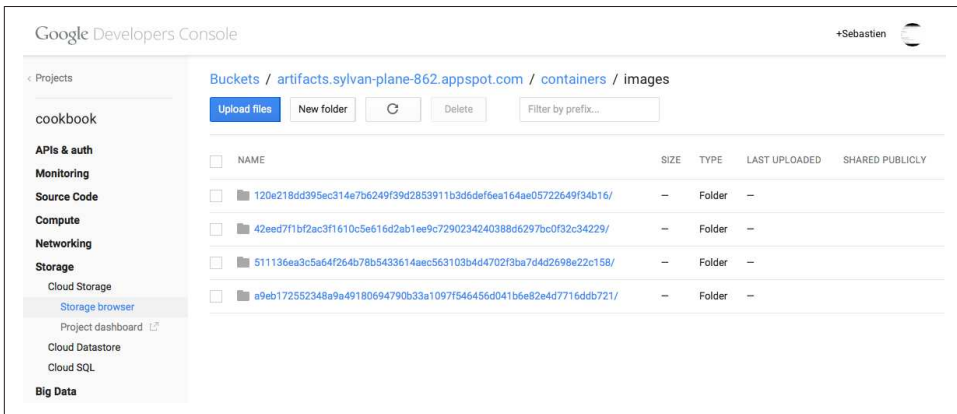 Google Developers Console
+Sebastien
< Projects
cookbook
APIs & auth
Monitoring
Source Code
Compute
Networking
Storage
Cloud Storage
Storage browser
Project dashboard
Cloud Datastore
Cloud SQL
Big Data
Buckets / artifacts.sylvan-plane-862.appspot.com / containers / images
Upload files New folder Delete Filter by prefix...
NAME SIZE TYPE LAST UPLOADED SHARED PUBLICLY
120e218dd395ec314e7b6249f39d2853911b3d6def6ea164ae05722649f34b16/ — Folder —
42eed7f1bf2ac3f1610c5e616d2ab1ee9c7290234240388d6297bc0f32c34229/ — Folder —
511136ea3c5a64f264b78b5433614aec563103b4d4702f3ba7d4d2698e22c158/ — Folder —
a9eb172552348a9a49180694790b33a1097f546456d041b6e82e4d7716ddb721/ — Folder —